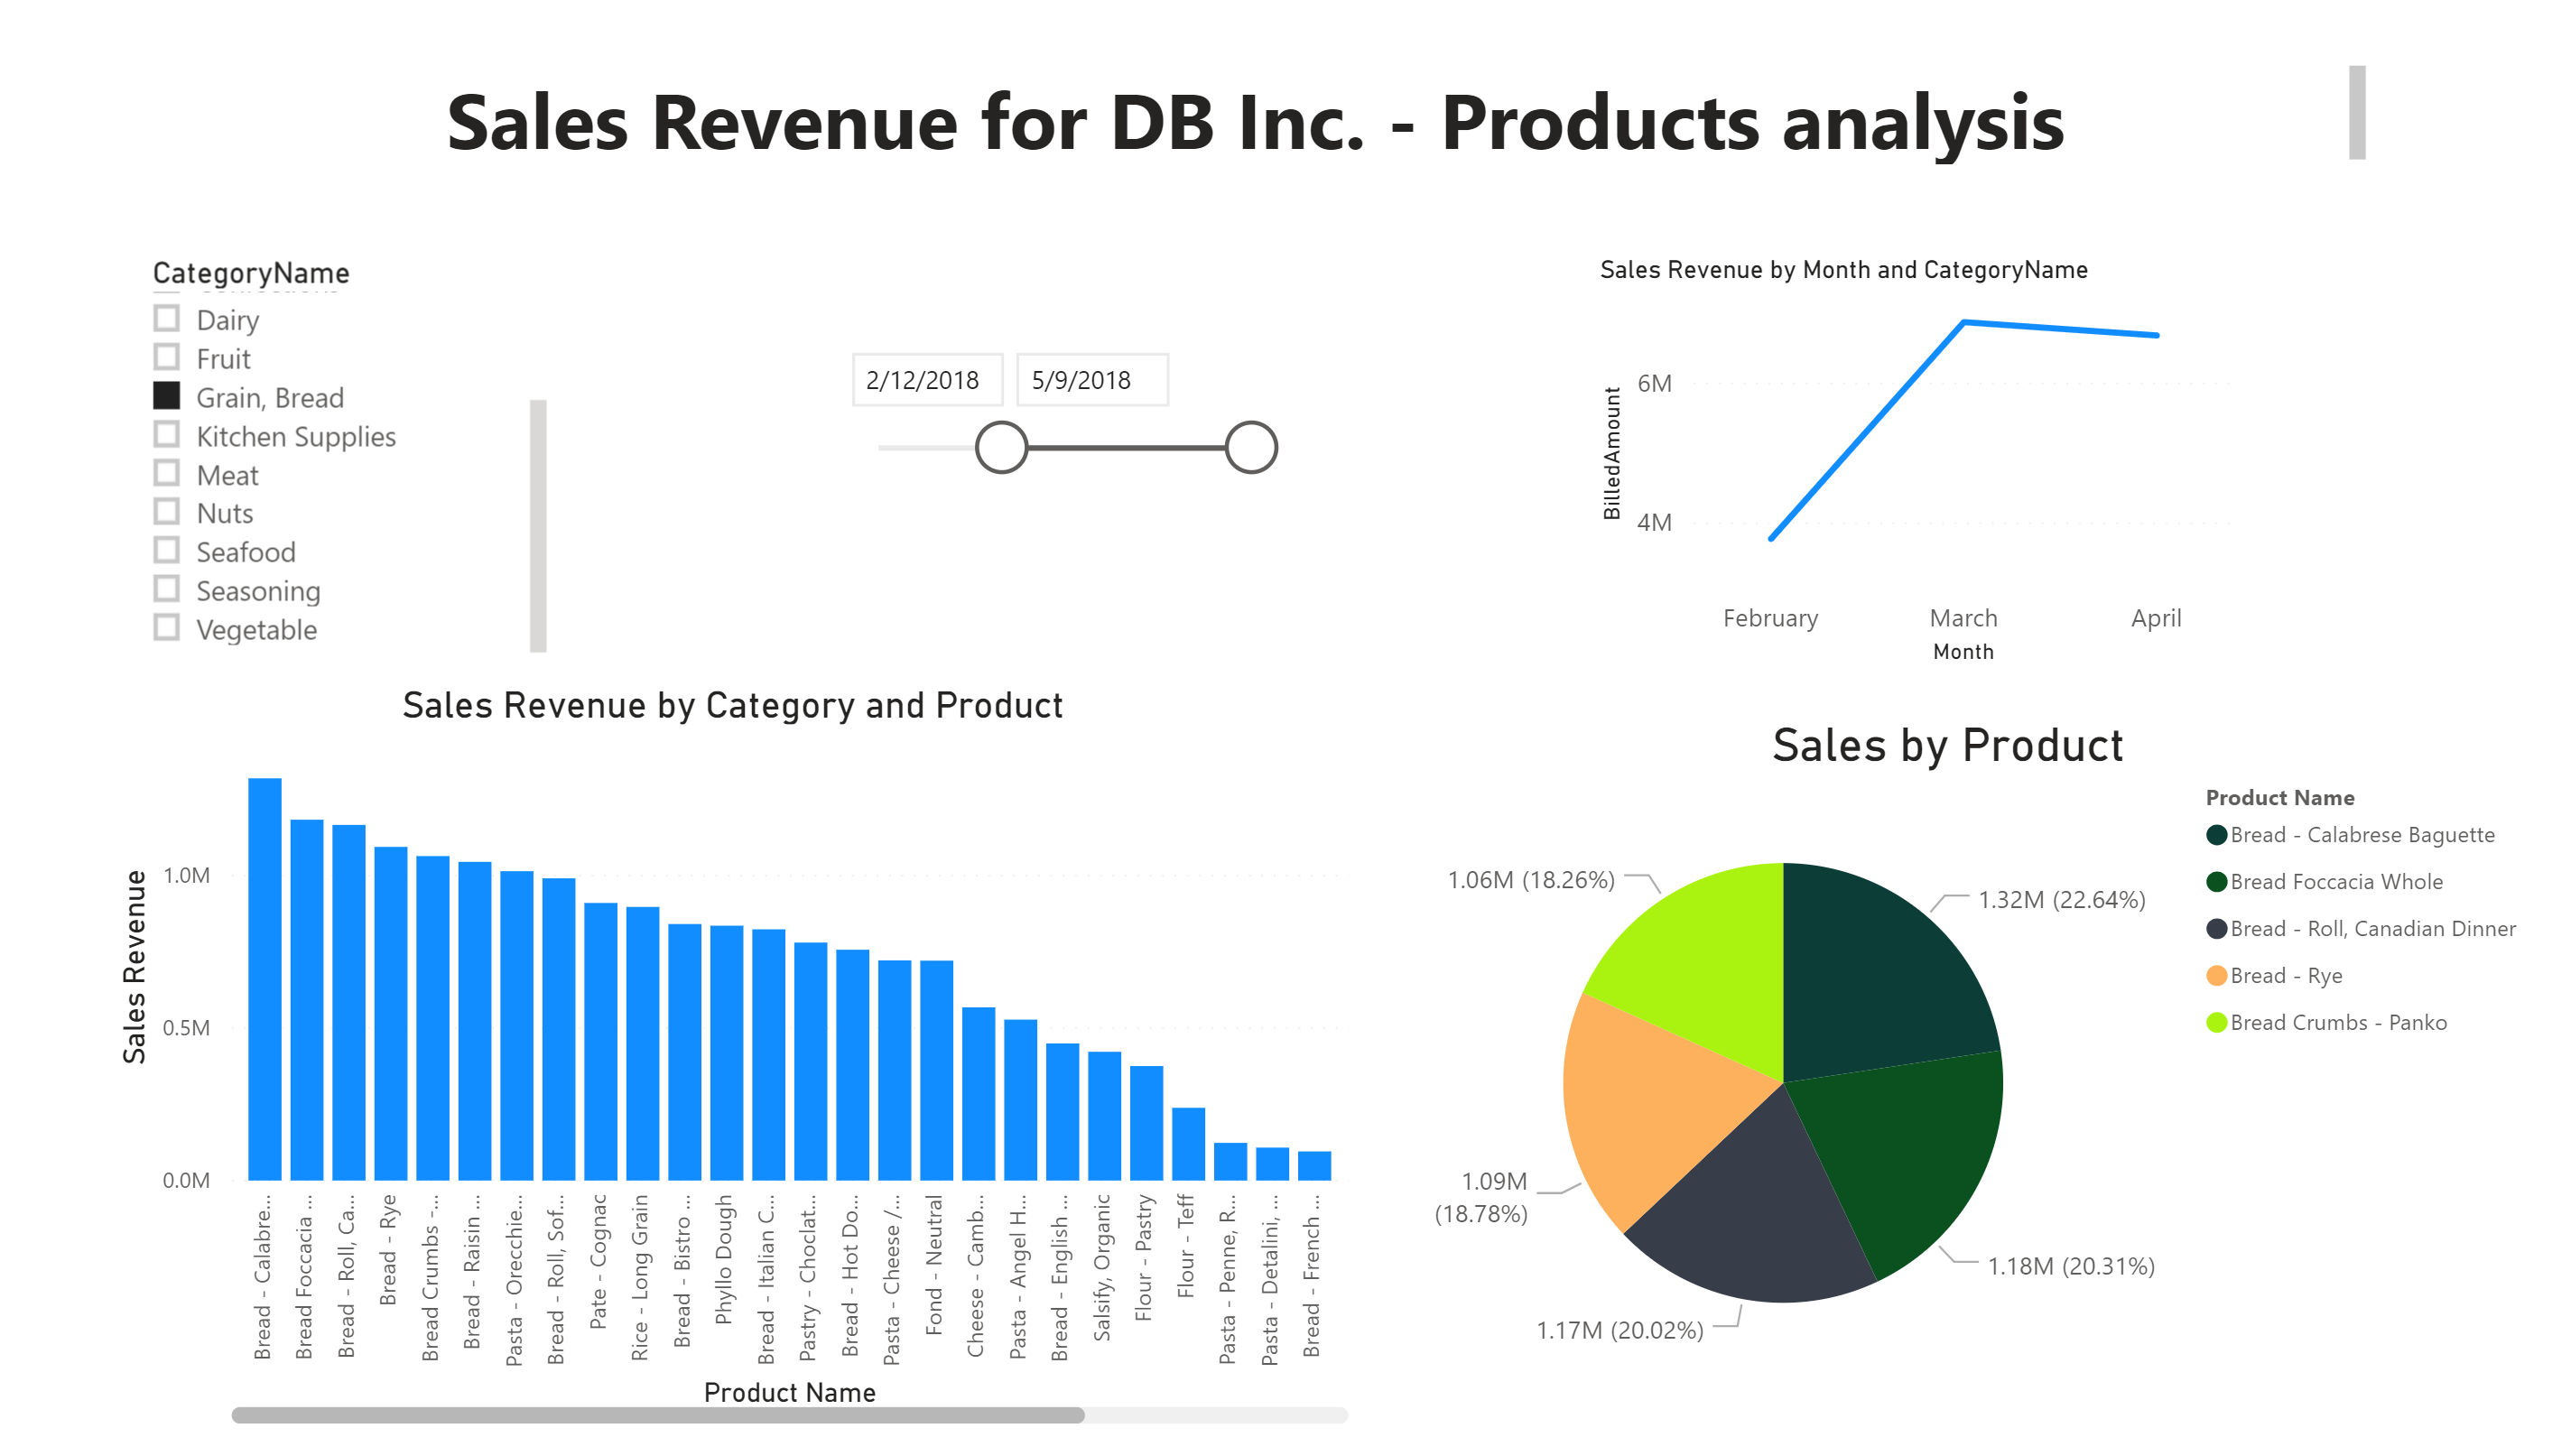 Sales Revenue for DB Inc. - Products analysis
CategoryName
Dairy
Fruit
Grain, Bread
Kitchen Supplies
Meat
Nuts
Seafood
Seasoning
Vegetable
2/12/2018
5/9/2018
Sales Revenue by Month and CategoryName
BilledAmount
6M
4M
February
March
April
Month
Sales Revenue by Category and Product
Sales Revenue
1.0M
0.5M
0.0M
Bread - Calabre...
Bread Foccacia ...
Bread - Roll, Ca...
Bread - Rye
Bread Crumbs -...
Bread - Raisin ...
Pasta - Orecchie...
Bread - Roll, Sof...
Pate - Cognac
Rice - Long Grain
Bread - Bistro ...
Phyllo Dough
Bread - Italian C...
Pastry - Choclat...
Bread - Hot Do...
Pasta - Cheese /...
Fond - Neutral
Cheese - Camb...
Pasta - Angel H...
Bread - English ...
Salsify, Organic
Flour - Pastry
Flour - Teff
Pasta - Penne, R...
Pasta - Detalini, ...
Bread - French ...
Product Name
Sales by Product
1.06M (18.26%)
1.32M (22.64%)
1.09M
(18.78%)
1.18M (20.31%)
1.17M (20.02%)
Product Name
Bread - Calabrese Baguette
Bread Foccacia Whole
Bread - Roll, Canadian Dinner
Bread - Rye
Bread Crumbs - Panko